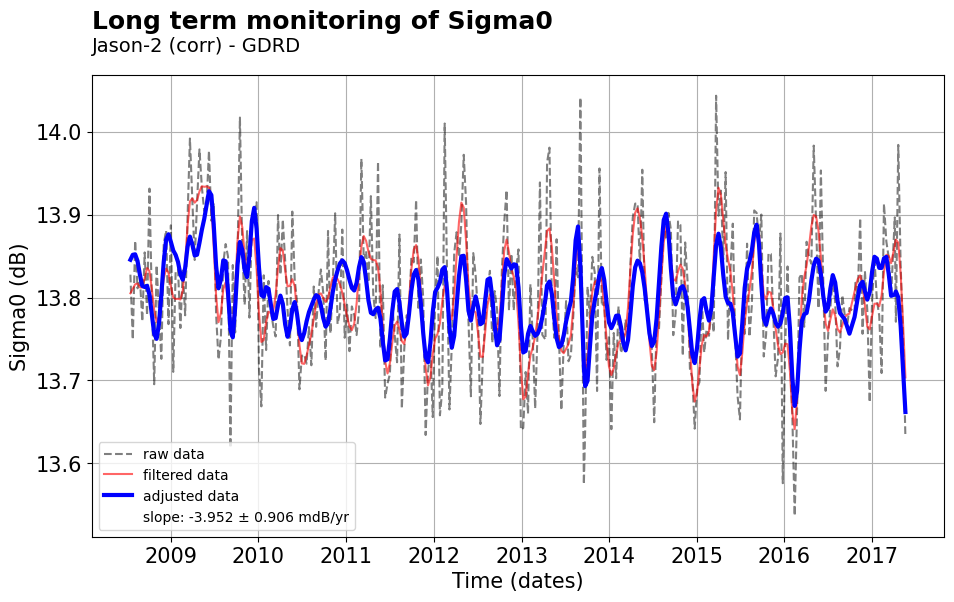 Long term monitoring of Sigma0
Jason-2 (corr) - GDRD
14.0
13.9
13.8
13.7
13.6
Sigma0 (dB)
raw data
filtered data
adjusted data
slope: -3.952 ± 0.906 mdB/yr
2009 2010 2011 2012 2013 2014 2015 2016 2017
Time (dates)